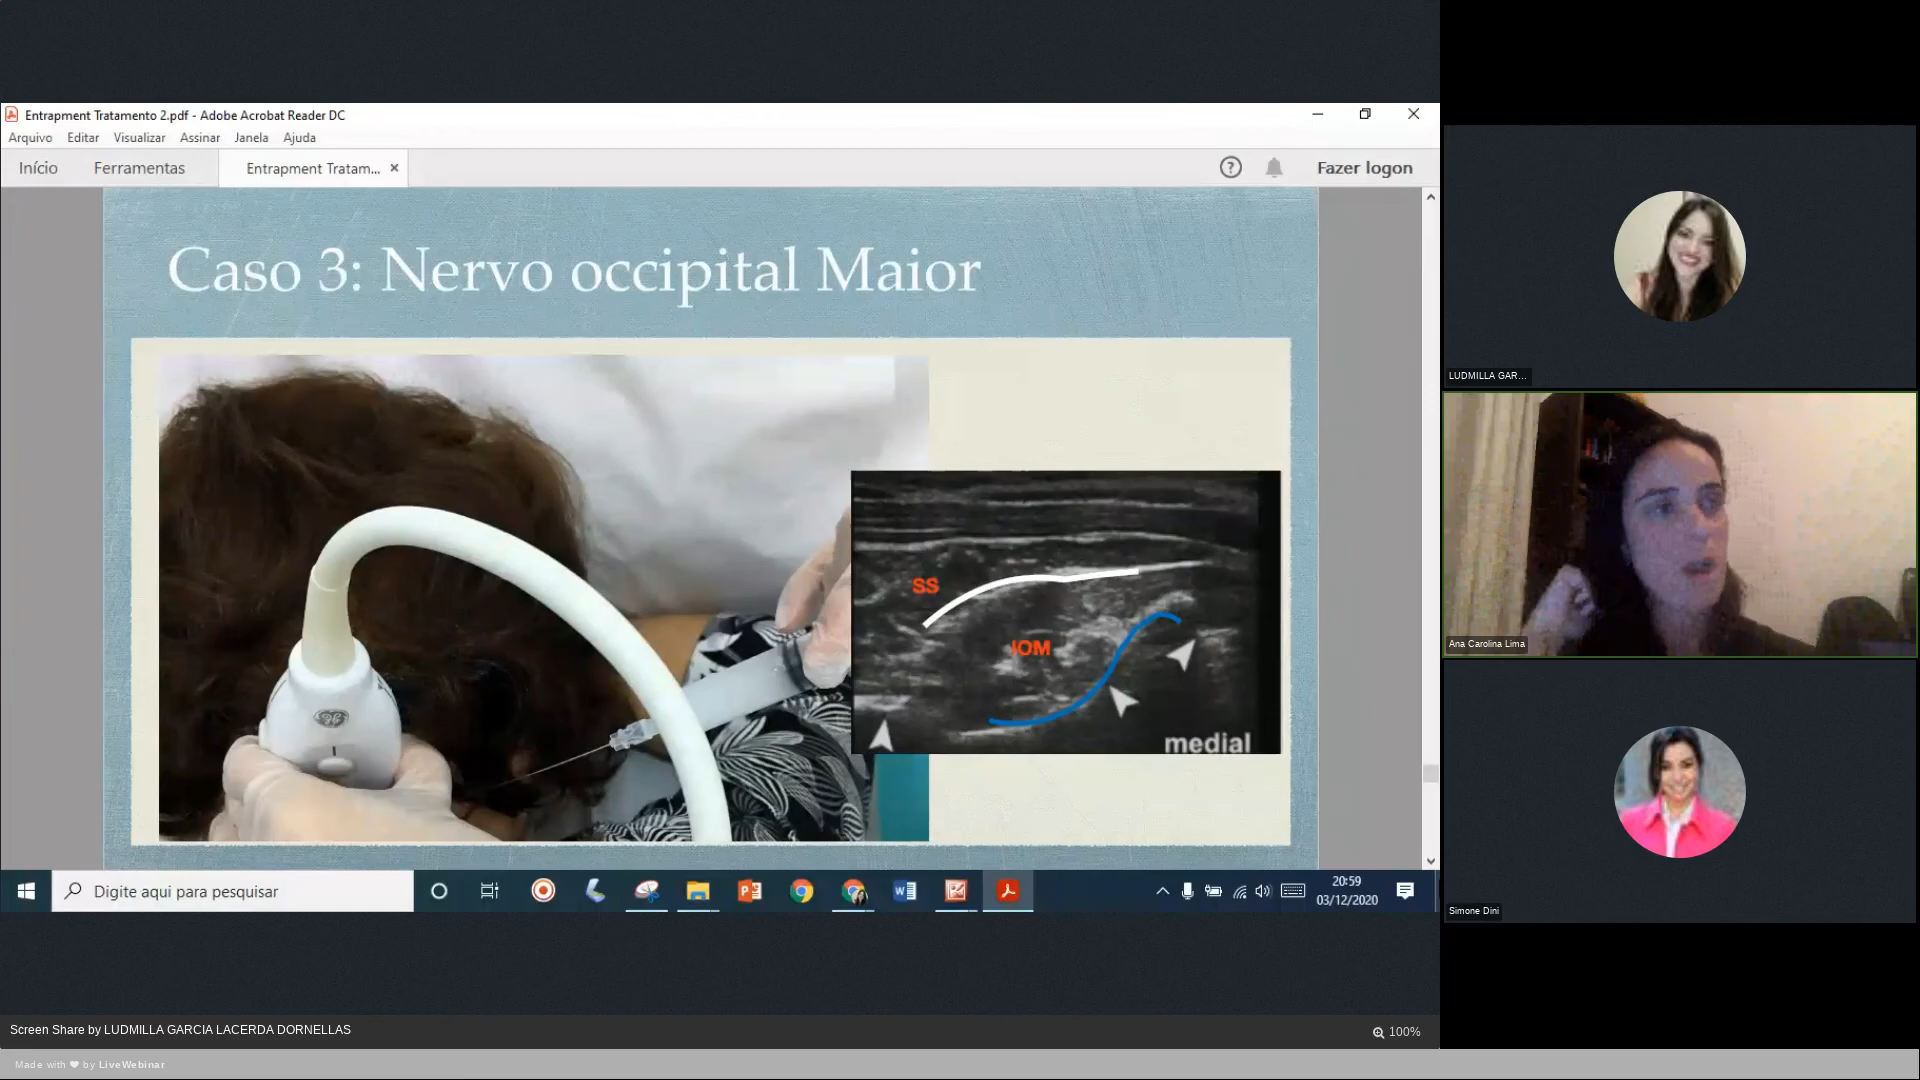 Entrapment Tratamento 2.pdf - Adobe Acrobat Reader DC
Arquivo Editar Visualizar Assinar Janela Ajuda
Início Ferramentas Entrapment Tratam... Fazer logon
Caso 3: Nervo occipital Maior
SS
IOM
medial
LUDMILLA GAR...
Ana Carolina Lima
Simone Dini
Digite aqui para pesquisar
20:59
03/12/2020
Screen Share by LUDMILLA GARCIA LACERDA DORNELLAS
100%
Made with ❤ by LiveWebinar